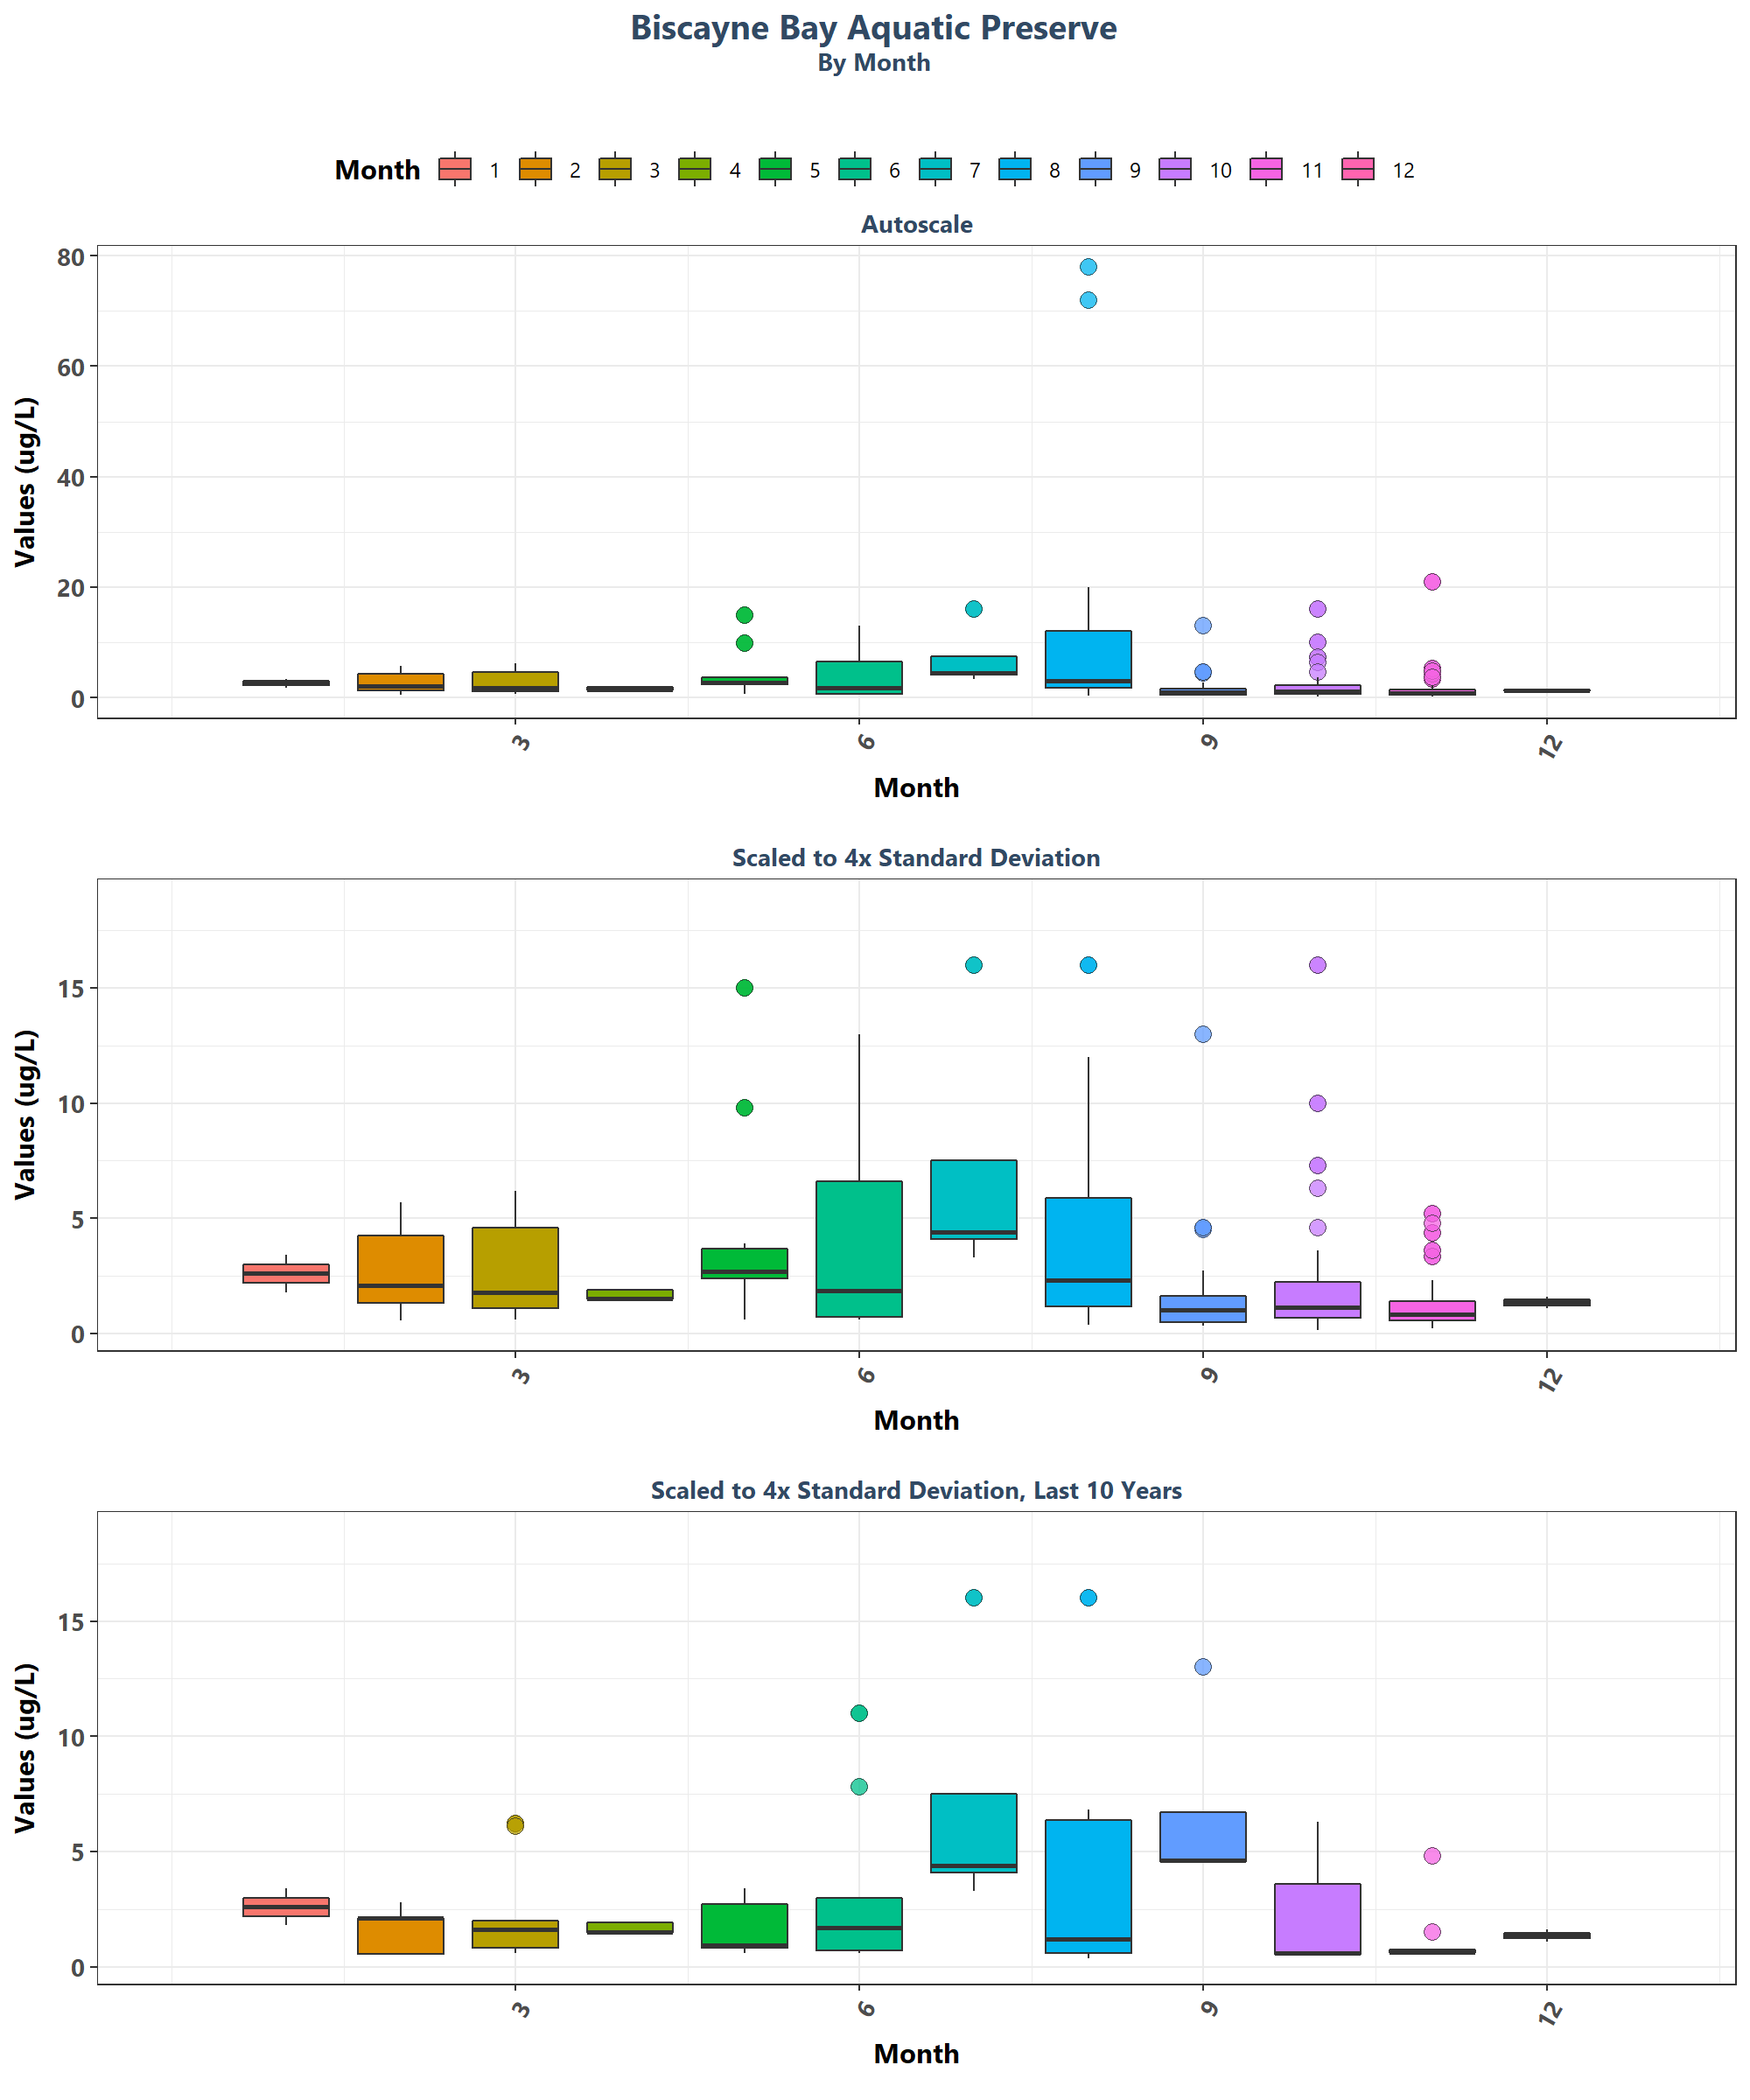 Biscayne Bay Aquatic Preserve
By Month
Month 1 2 3 4 5 6 7 8 9 10 11 12
Autoscale
Values (ug/L)
80
60
40
20
0
3 6 9 12
Month
Scaled to 4x Standard Deviation
Values (ug/L)
15
10
5
0
3 6 9 12
Month
Scaled to 4x Standard Deviation, Last 10 Years
Values (ug/L)
15
10
5
0
3 6 9 12
Month